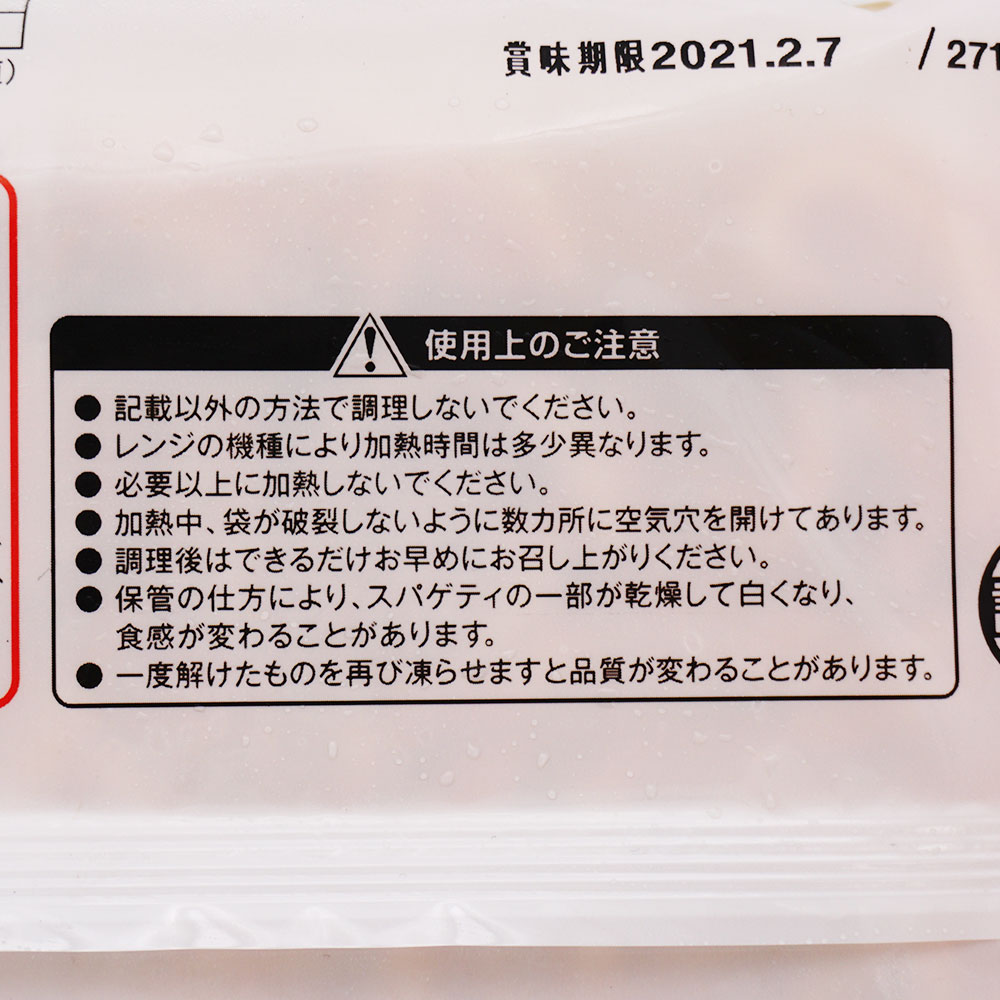 賞味期限2021.2.7 /271
使用上のご注意
● 記載以外の方法で調理しないでください。
● レンジの機種により加熱時間は多少異なります。
● 必要以上に加熱しないでください。
● 加熱中、袋が破裂しないように数カ所に空気穴を開けてあります。
● 調理後はできるだけお早めにお召し上がりください。
● 保管の仕方により、スパゲティの一部が乾燥して白くなり、
食感が変わることがあります。
● 一度解けたものを再び凍らせますと品質が変わることがあります。